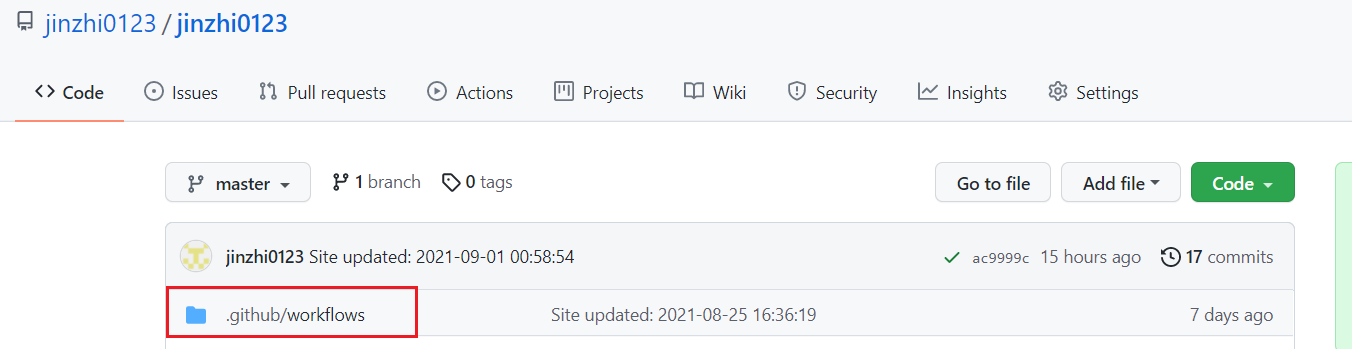 jinzhi0123 / jinzhi0123
Code Issues Pull requests Actions Projects Wiki Security Insights Settings
master 1 branch 0 tags Go to file Add file Code
jinzhi0123 Site updated: 2021-09-01 00:58:54 ac9999c 15 hours ago 17 commits
.github/workflows Site updated: 2021-08-25 16:36:19 7 days ago